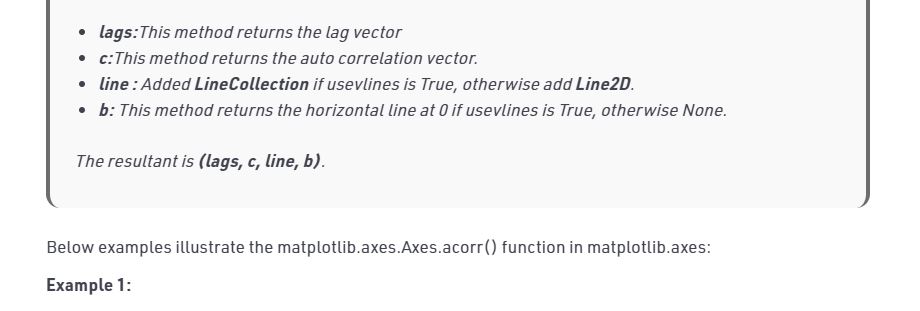 • lags:This method returns the lag vector
• c:This method returns the auto correlation vector.
• line : Added LineCollection if usevlines is True, otherwise add Line2D.
• b: This method returns the horizontal line at 0 if usevlines is True, otherwise None.
The resultant is (lags, c, line, b).
Below examples illustrate the matplotlib.axes.Axes.acorr() function in matplotlib.axes:
Example 1: